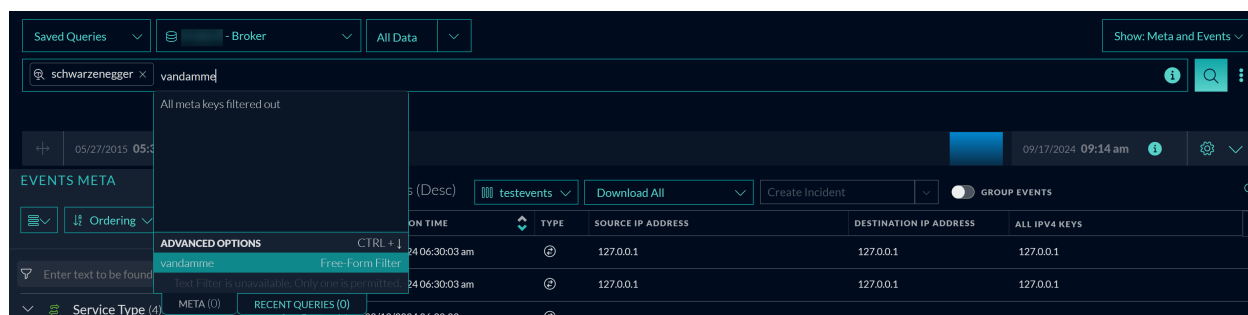 Saved Queries
- Broker
All Data
Show: Meta and Events
schwarzenegger × vandamme
All meta keys filtered out
05/27/2015 05:3
09/17/2024 09:14 am
EVENTS META
s (Desc)
testevents
Download All
Create Incident
GROUP EVENTS
Ordering
ON TIME
TYPE
SOURCE IP ADDRESS
DESTINATION IP ADDRESS
ALL IPV4 KEYS
ADVANCED OPTIONS CTRL + ↓
24 06:30:03 am
127.0.0.1
127.0.0.1
127.0.0.1
vandamme Free-Form Filter
Enter text to be found
Text Filter is unavailable. Only one is permitted.
24 06:30:03 am
127.0.0.1
127.0.0.1
127.0.0.1
META (0)
RECENT QUERIES (0)
Service Type (4)